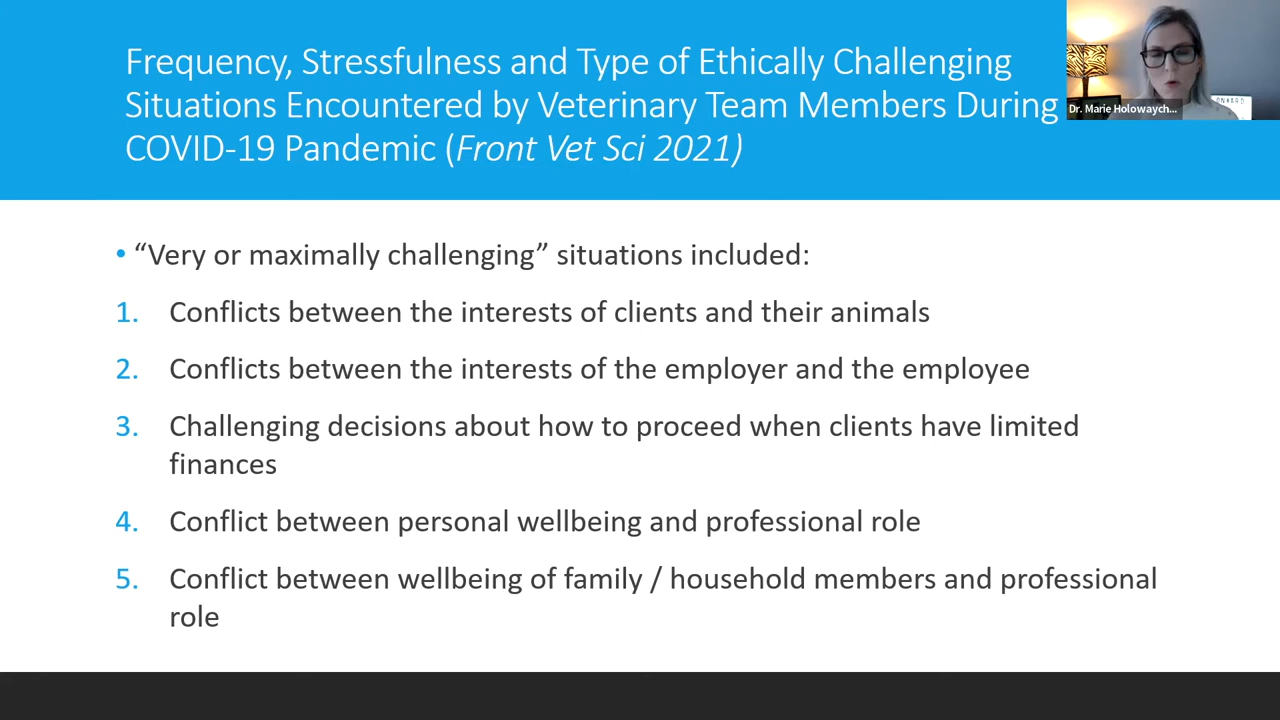 Frequency, Stressfulness and Type of Ethically Challenging
Situations Encountered by Veterinary Team Members During
COVID-19 Pandemic (Front Vet Sci 2021)
Dr. Marie Holowaych...
• “Very or maximally challenging” situations included:
1. Conflicts between the interests of clients and their animals
2. Conflicts between the interests of the employer and the employee
3. Challenging decisions about how to proceed when clients have limited
finances
4. Conflict between personal wellbeing and professional role
5. Conflict between wellbeing of family / household members and professional
role